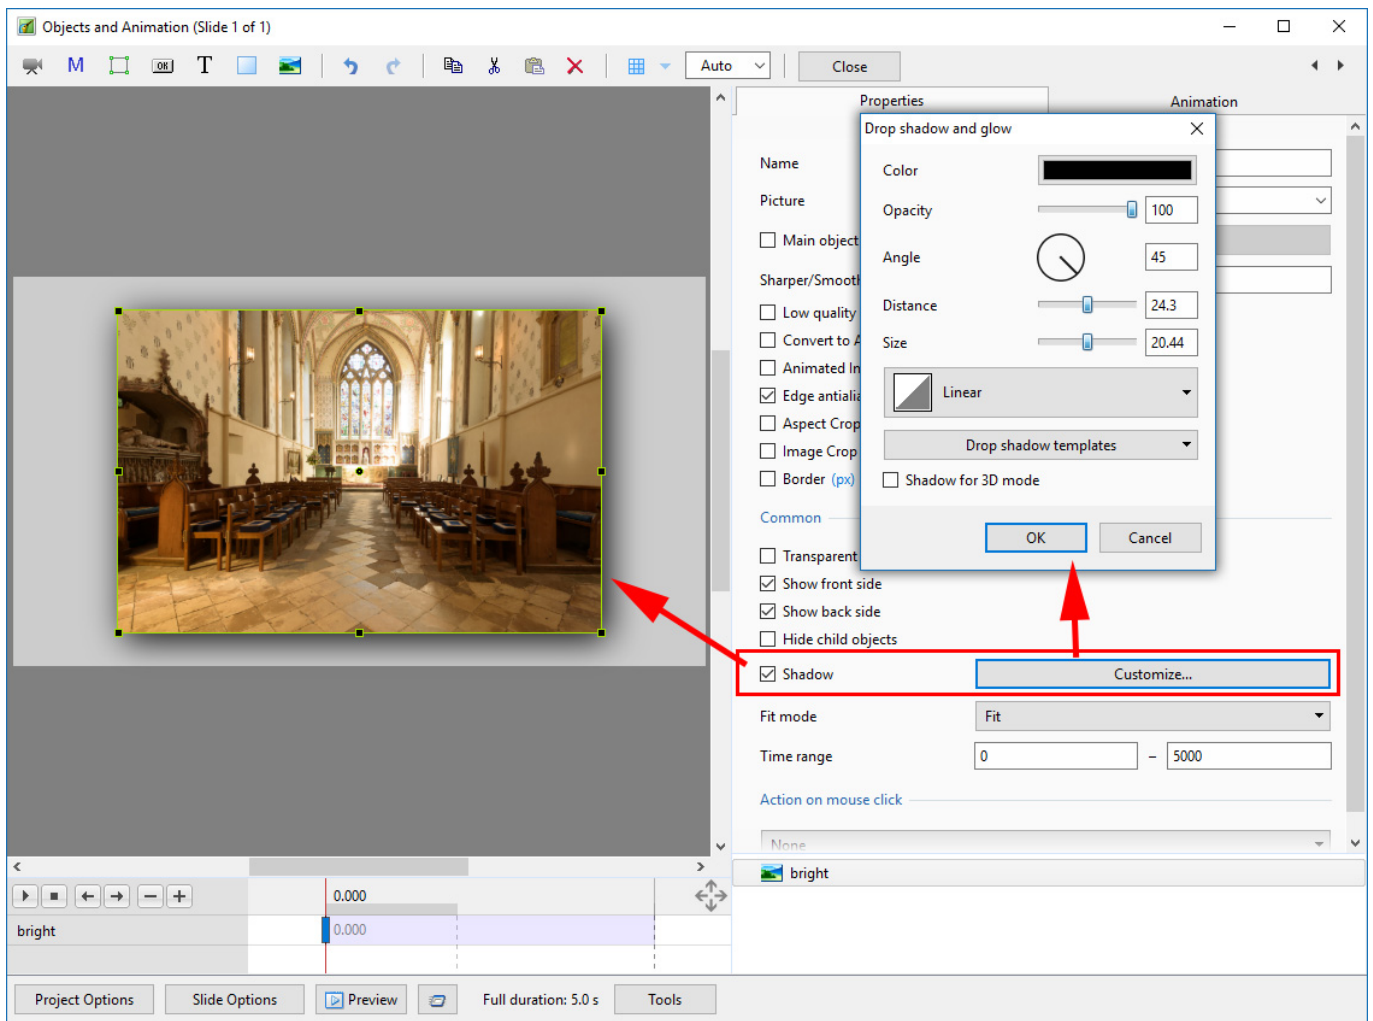 Objects and Animation (Slide 1 of 1)
M
OK
T
Auto
Close
Properties
Animation
Drop shadow and glow
Name
Color
Picture
Opacity
100
Main object
Angle
45
Sharper/Smooth
Distance
24.3
Low quality
Size
20.44
Convert to A
Animated In
Linear
Edge antialia
Aspect Crop
Drop shadow templates
Image Crop
Border (px)
Shadow for 3D mode
Common
OK
Cancel
Transparent
Show front side
Show back side
Hide child objects
Shadow
Customize...
Fit mode
Fit
Time range
0
–
5000
Action on mouse click
None
bright
0.000
bright
0.000
Project Options
Slide Options
Preview
Full duration: 5.0 s
Tools